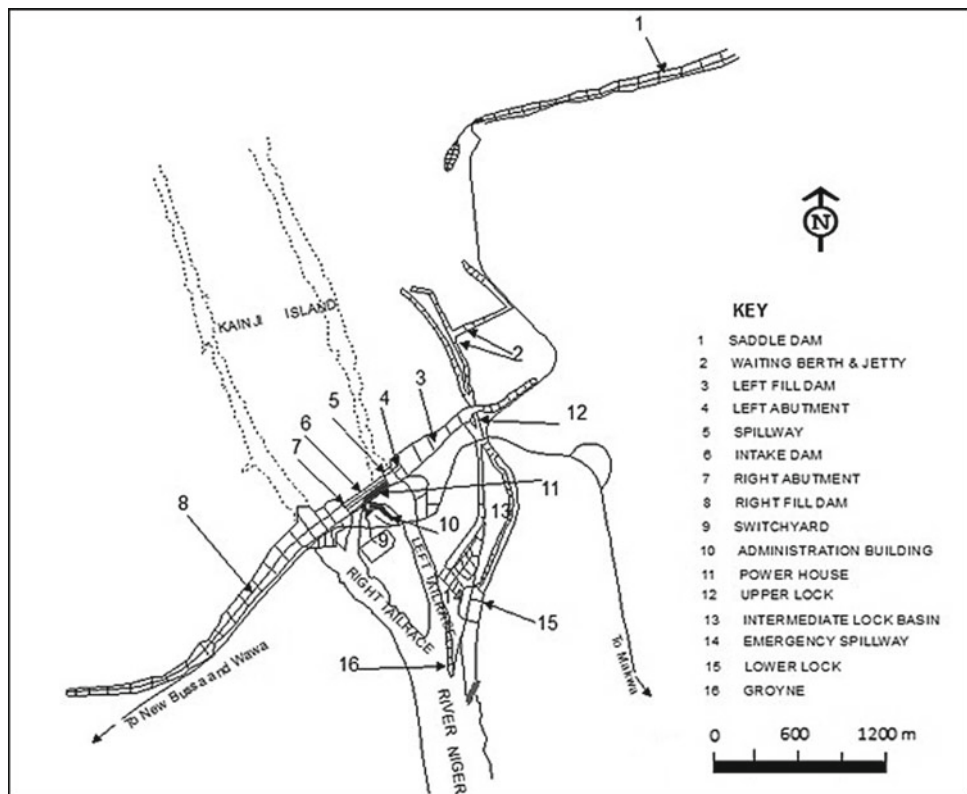 1
N
KAINJI ISLAND
2
3
4
5
6
7
8
12
11
10
13
9
14
15
16
LEFT TAILRACE
RIGHT TAILRACE
RIVER NIGER
To New Bussa and Wawa
To Makwa
KEY
1 SADDLE DAM
2 WAITING BERTH & JETTY
3 LEFT FILL DAM
4 LEFT ABUTMENT
5 SPILLWAY
6 INTAKE DAM
7 RIGHT ABUTMENT
8 RIGHT FILL DAM
9 SWITCHYARD
10 ADMINISTRATION BUILDING
11 POWER HOUSE
12 UPPER LOCK
13 INTERMEDIATE LOCK BASIN
14 EMERGENCY SPILLWAY
15 LOWER LOCK
16 GROYNE
0 600 1200 m